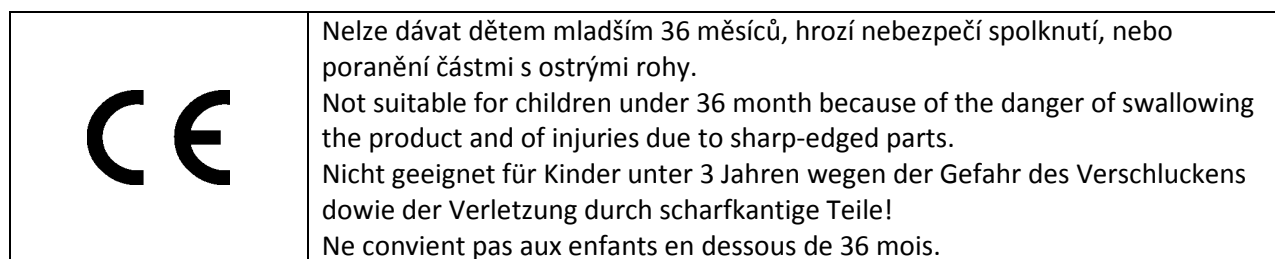 CE
Nelze dávat dětem mladším 36 měsíců, hrozí nebezpečí spolknutí, nebo
poranění částmi s ostrými rohy.
Not suitable for children under 36 month because of the danger of swallowing
the product and of injuries due to sharp-edged parts.
Nicht geeignet für Kinder unter 3 Jahren wegen der Gefahr des Verschluckens
dowie der Verletzung durch scharfkantige Teile!
Ne convient pas aux enfants en dessous de 36 mois.